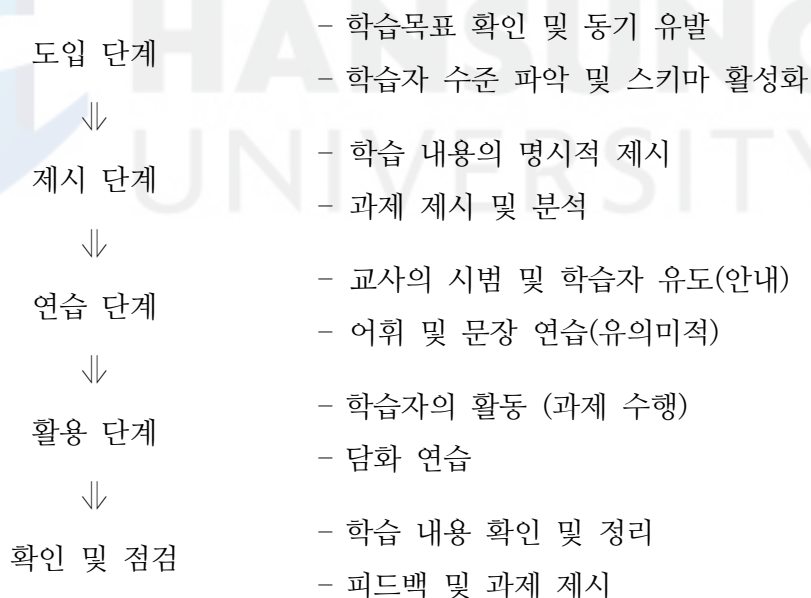 HANSUNG
UNIVERSITY
도입 단계
- 학습목표 확인 및 동기 유발
- 학습자 수준 파악 및 스키마 활성화
⇓
제시 단계
- 학습 내용의 명시적 제시
- 과제 제시 및 분석
⇓
연습 단계
- 교사의 시범 및 학습자 유도(안내)
- 어휘 및 문장 연습(유의미적)
⇓
활용 단계
- 학습자의 활동 (과제 수행)
- 담화 연습
⇓
확인 및 점검
- 학습 내용 확인 및 정리
- 피드백 및 과제 제시